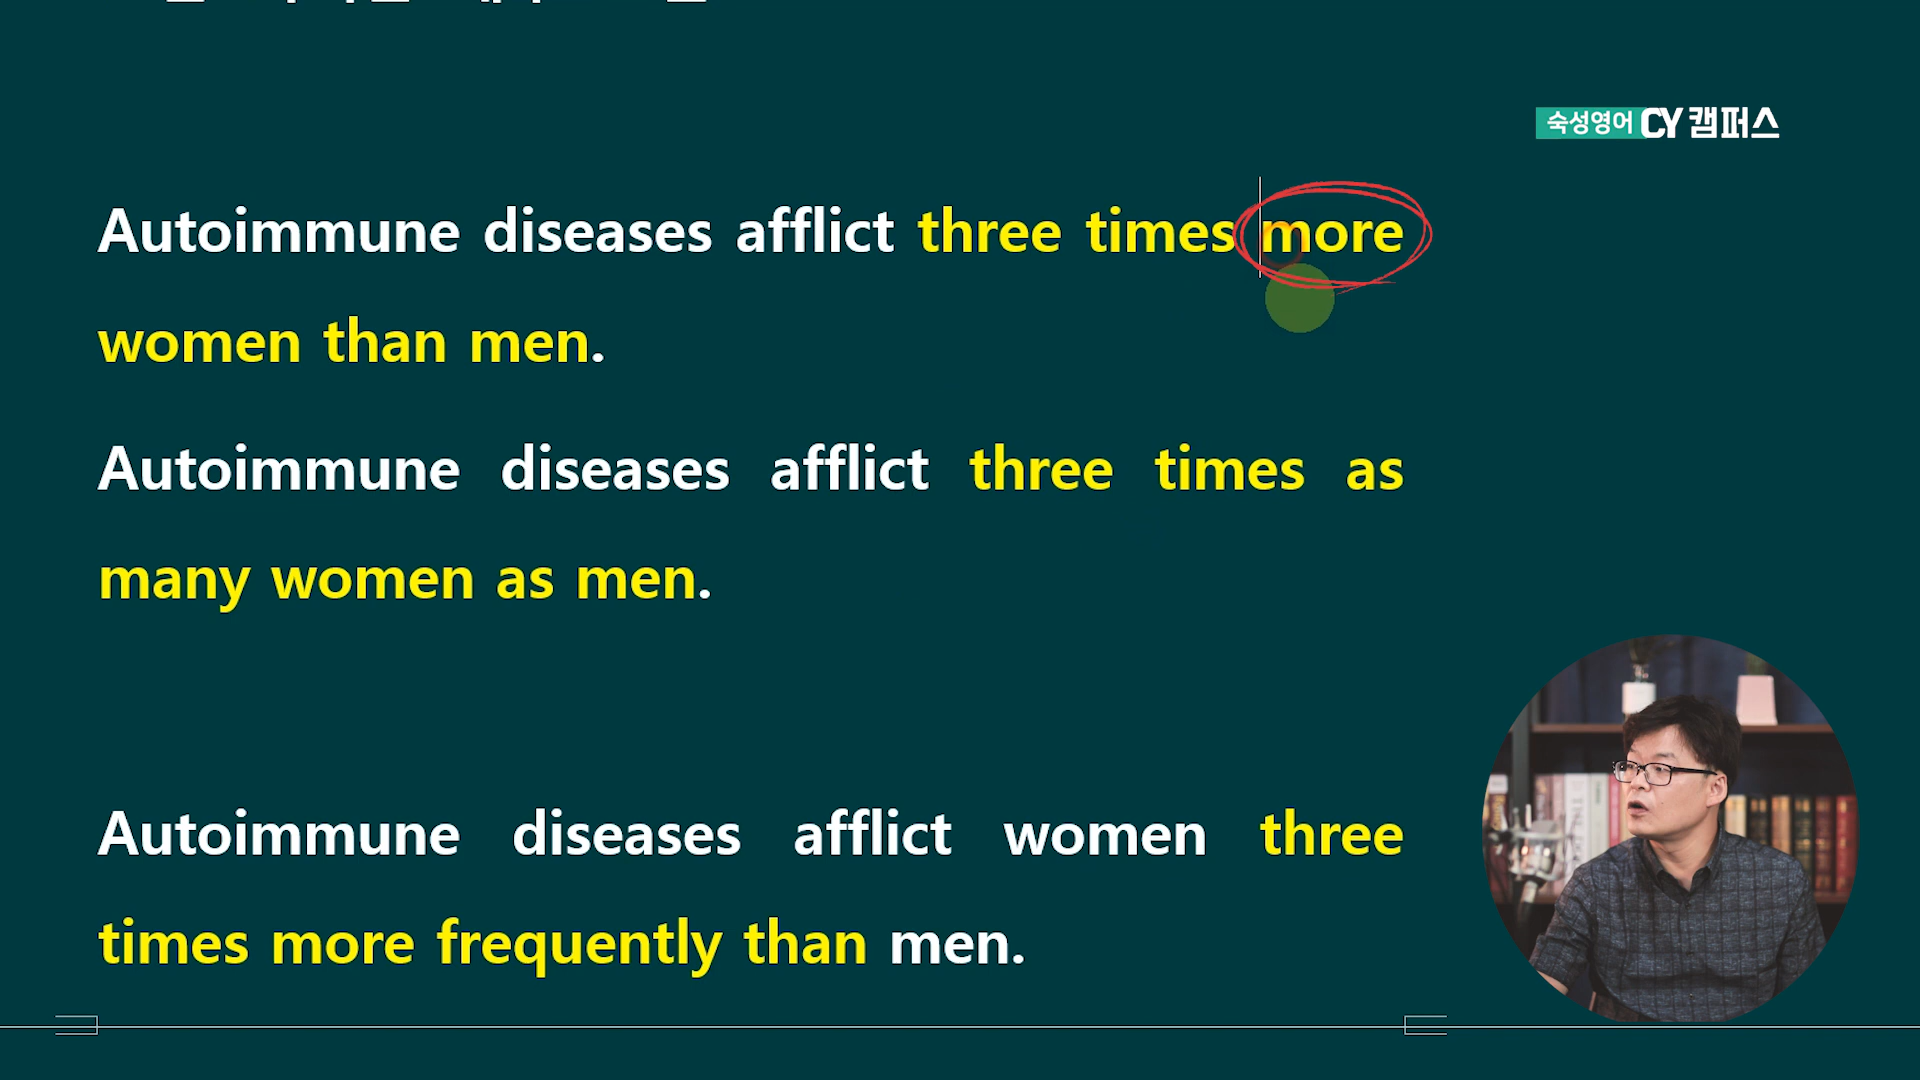 숙성영어 CY 캠퍼스
Autoimmune diseases afflict three times more
women than men.
Autoimmune diseases afflict three times as
many women as men.
Autoimmune diseases afflict women three
times more frequently than men.